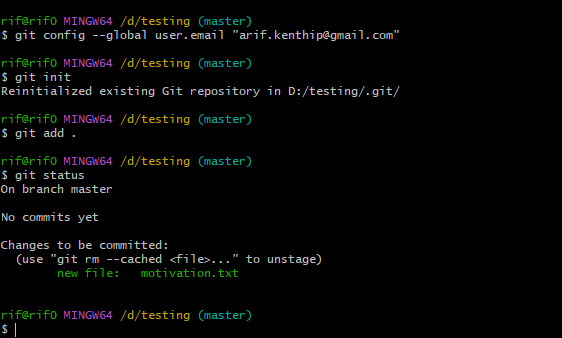 rif@rif0 MINGW64 /d/testing (master)
$ git config --global user.email "arif.kenthip@gmail.com"

rif@rif0 MINGW64 /d/testing (master)
$ git init
Reinitialized existing Git repository in D:/testing/.git/

rif@rif0 MINGW64 /d/testing (master)
$ git add .

rif@rif0 MINGW64 /d/testing (master)
$ git status
On branch master

No commits yet

Changes to be committed:
  (use "git rm --cached <file>..." to unstage)
        new file:   motivation.txt


rif@rif0 MINGW64 /d/testing (master)
$